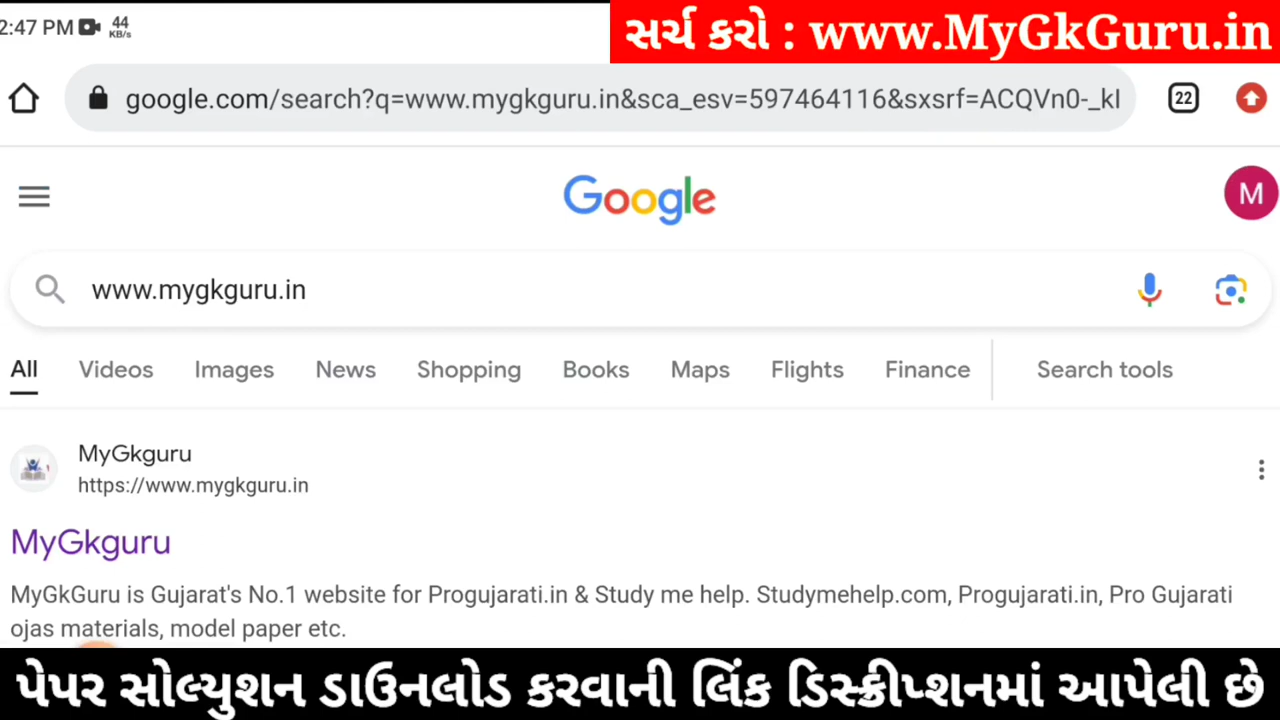 2:47 PM 44 KB/s
સર્ચ કરો : www.MyGkGuru.in
google.com/search?q=www.mygkguru.in&sca_esv=597464116&sxsrf=ACQVn0-_kI
22
Google
M
www.mygkguru.in
All Videos Images News Shopping Books Maps Flights Finance Search tools
MyGkguru
https://www.mygkguru.in
MyGkguru
MyGkGuru is Gujarat's No.1 website for Progujarati.in & Study me help. Studymehelp.com, Progujarati.in, Pro Gujarati
ojas materials, model paper etc.
પેપર સોલ્યુશન ડાઉનલોડ કરવાની લિંક ડિસ્ક્રીપ્શનમાં આપેલી છે